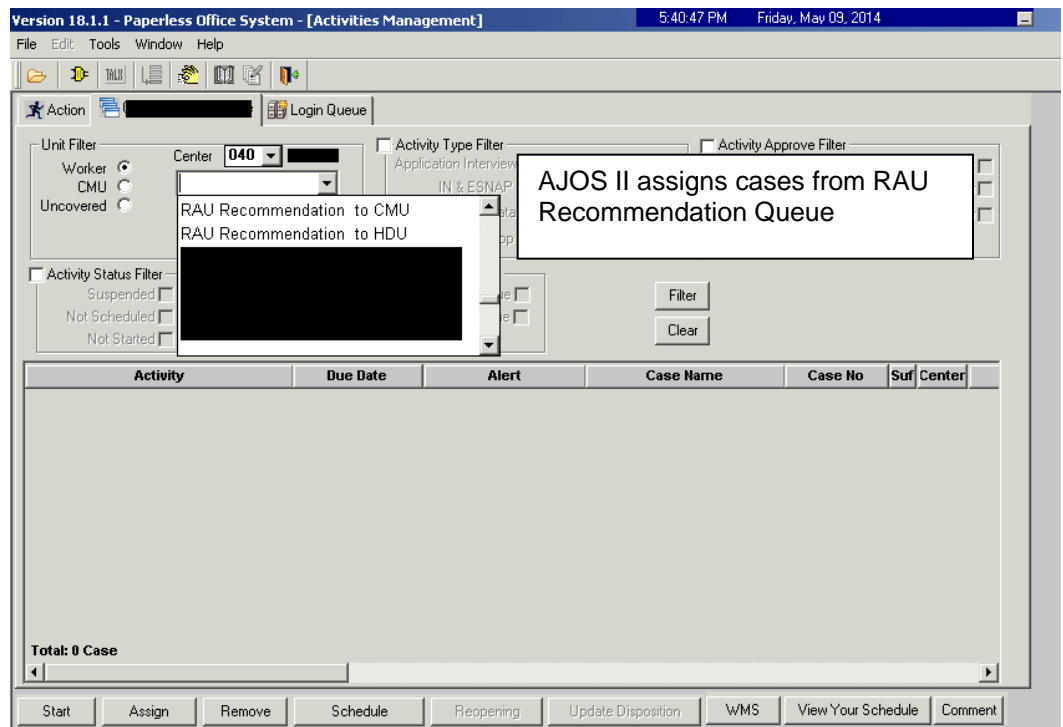 Version 18.1.1 - Paperless Office System - [Activities Management] 5:40:47 PM Friday, May 09, 2014
File Edit Tools Window Help
TALX
Action Login Queue
Unit Filter
Center 040
Worker
CMU
Uncovered
RAU Recommendation to CMU
RAU Recommendation to HDU
Activity Type Filter
Application Interview
IN & ESNAP
Activity Approve Filter
AJOS II assigns cases from RAU
Recommendation Queue
Activity Status Filter
Suspended
Not Scheduled
Not Started
Filter
Clear
Activity Due Date Alert Case Name Case No Suf Center
Total: 0 Case
Start Assign Remove Schedule Reopening Update Disposition WMS View Your Schedule Comment